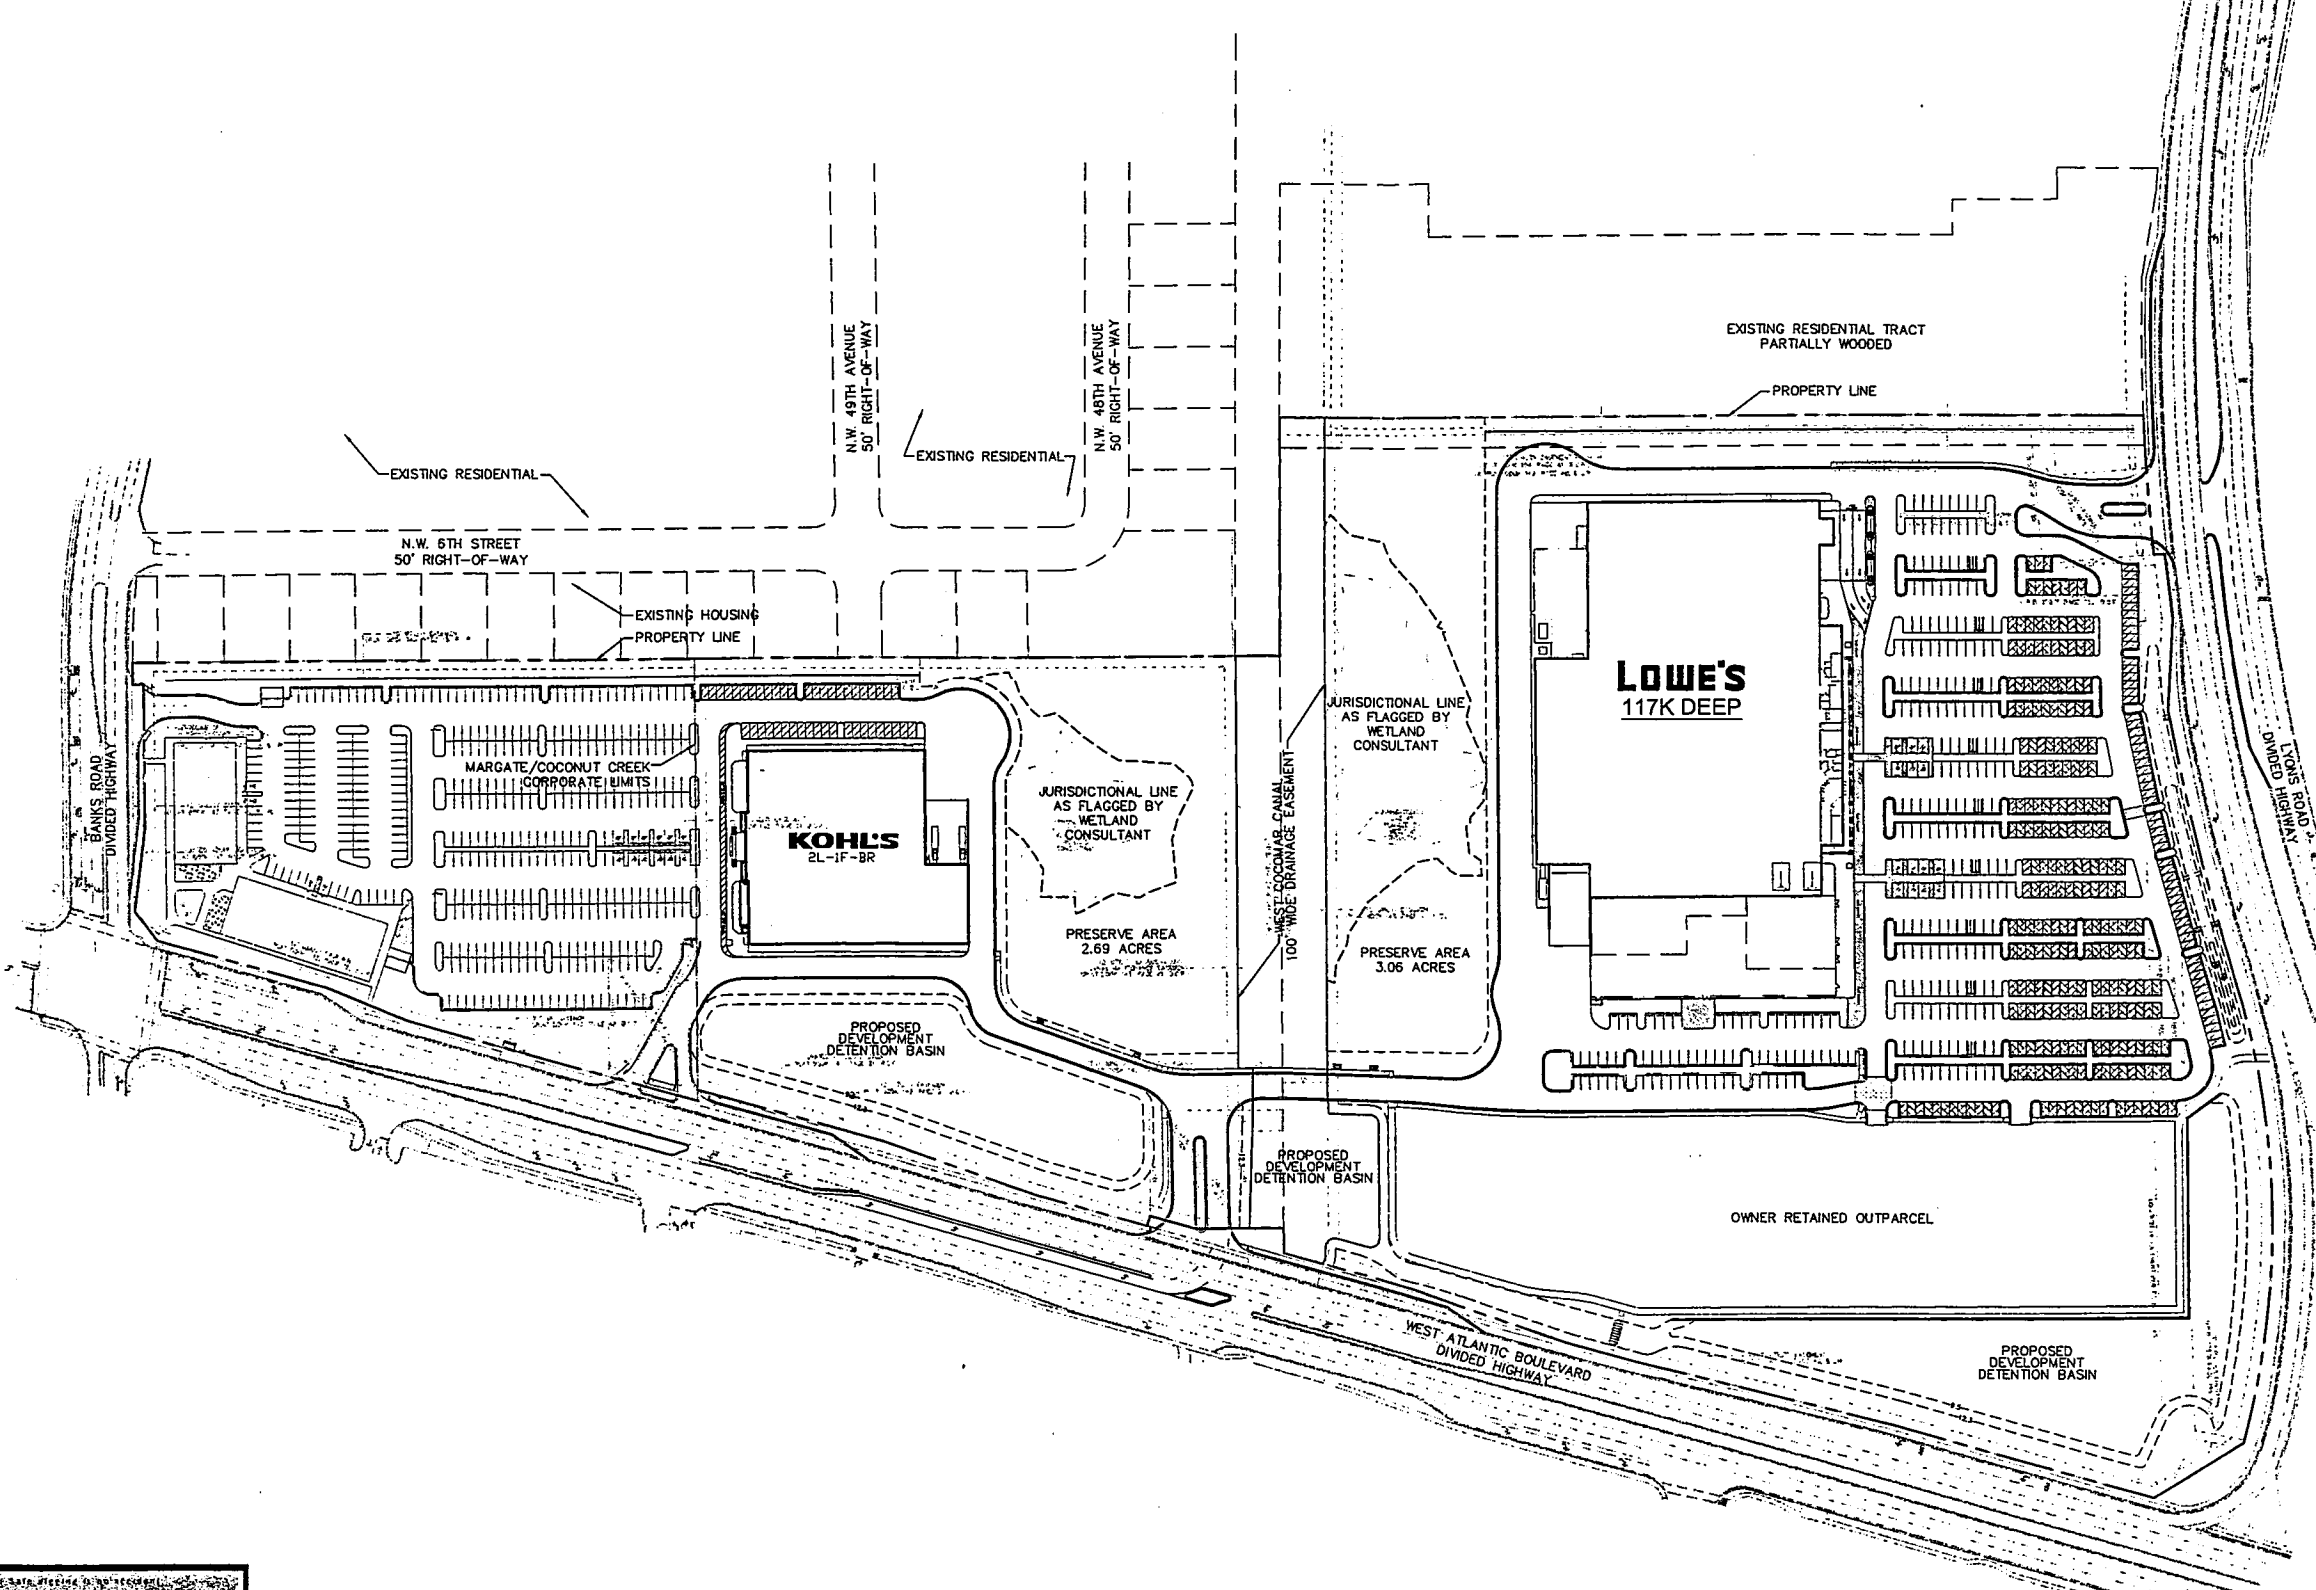 EXISTING RESIDENTIAL TRACT
PARTIALLY WOODED
PROPERTY LINE
N.W. 49TH AVENUE
50' RIGHT-OF-WAY
N.W. 48TH AVENUE
50' RIGHT-OF-WAY
EXISTING RESIDENTIAL
EXISTING RESIDENTIAL
N.W. 6TH STREET
50' RIGHT-OF-WAY
EXISTING HOUSING
PROPERTY LINE
LOWE'S
117K DEEP
JURISDICTIONAL LINE
AS FLAGGED BY
WETLAND
CONSULTANT
MARGATE/COCONUT CREEK
CORPORATE LIMITS
BANKS ROAD
DIVIDED HIGHWAY
LYONS ROAD
DIVIDED HIGHWAY
JURISDICTIONAL LINE
AS FLAGGED BY
WETLAND
CONSULTANT
KOHL'S
2L-1F-BR
WEST COCOMAR CANAL
100' WIDE DRAINAGE EASEMENT
PRESERVE AREA
2.69 ACRES
PRESERVE AREA
3.06 ACRES
PROPOSED
DEVELOPMENT
DETENTION BASIN
PROPOSED
DEVELOPMENT
DETENTION BASIN
OWNER RETAINED OUTPARCEL
WEST ATLANTIC BOULEVARD
DIVIDED HIGHWAY
PROPOSED
DEVELOPMENT
DETENTION BASIN